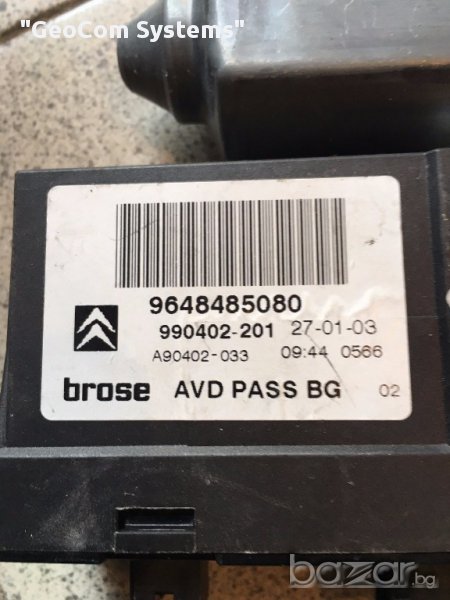 "GeoCom Systems"
9648485080
990402-201 27-01-03
A90402-033 09:44 0566
brose AVD PASS BG 02
bazar.bg